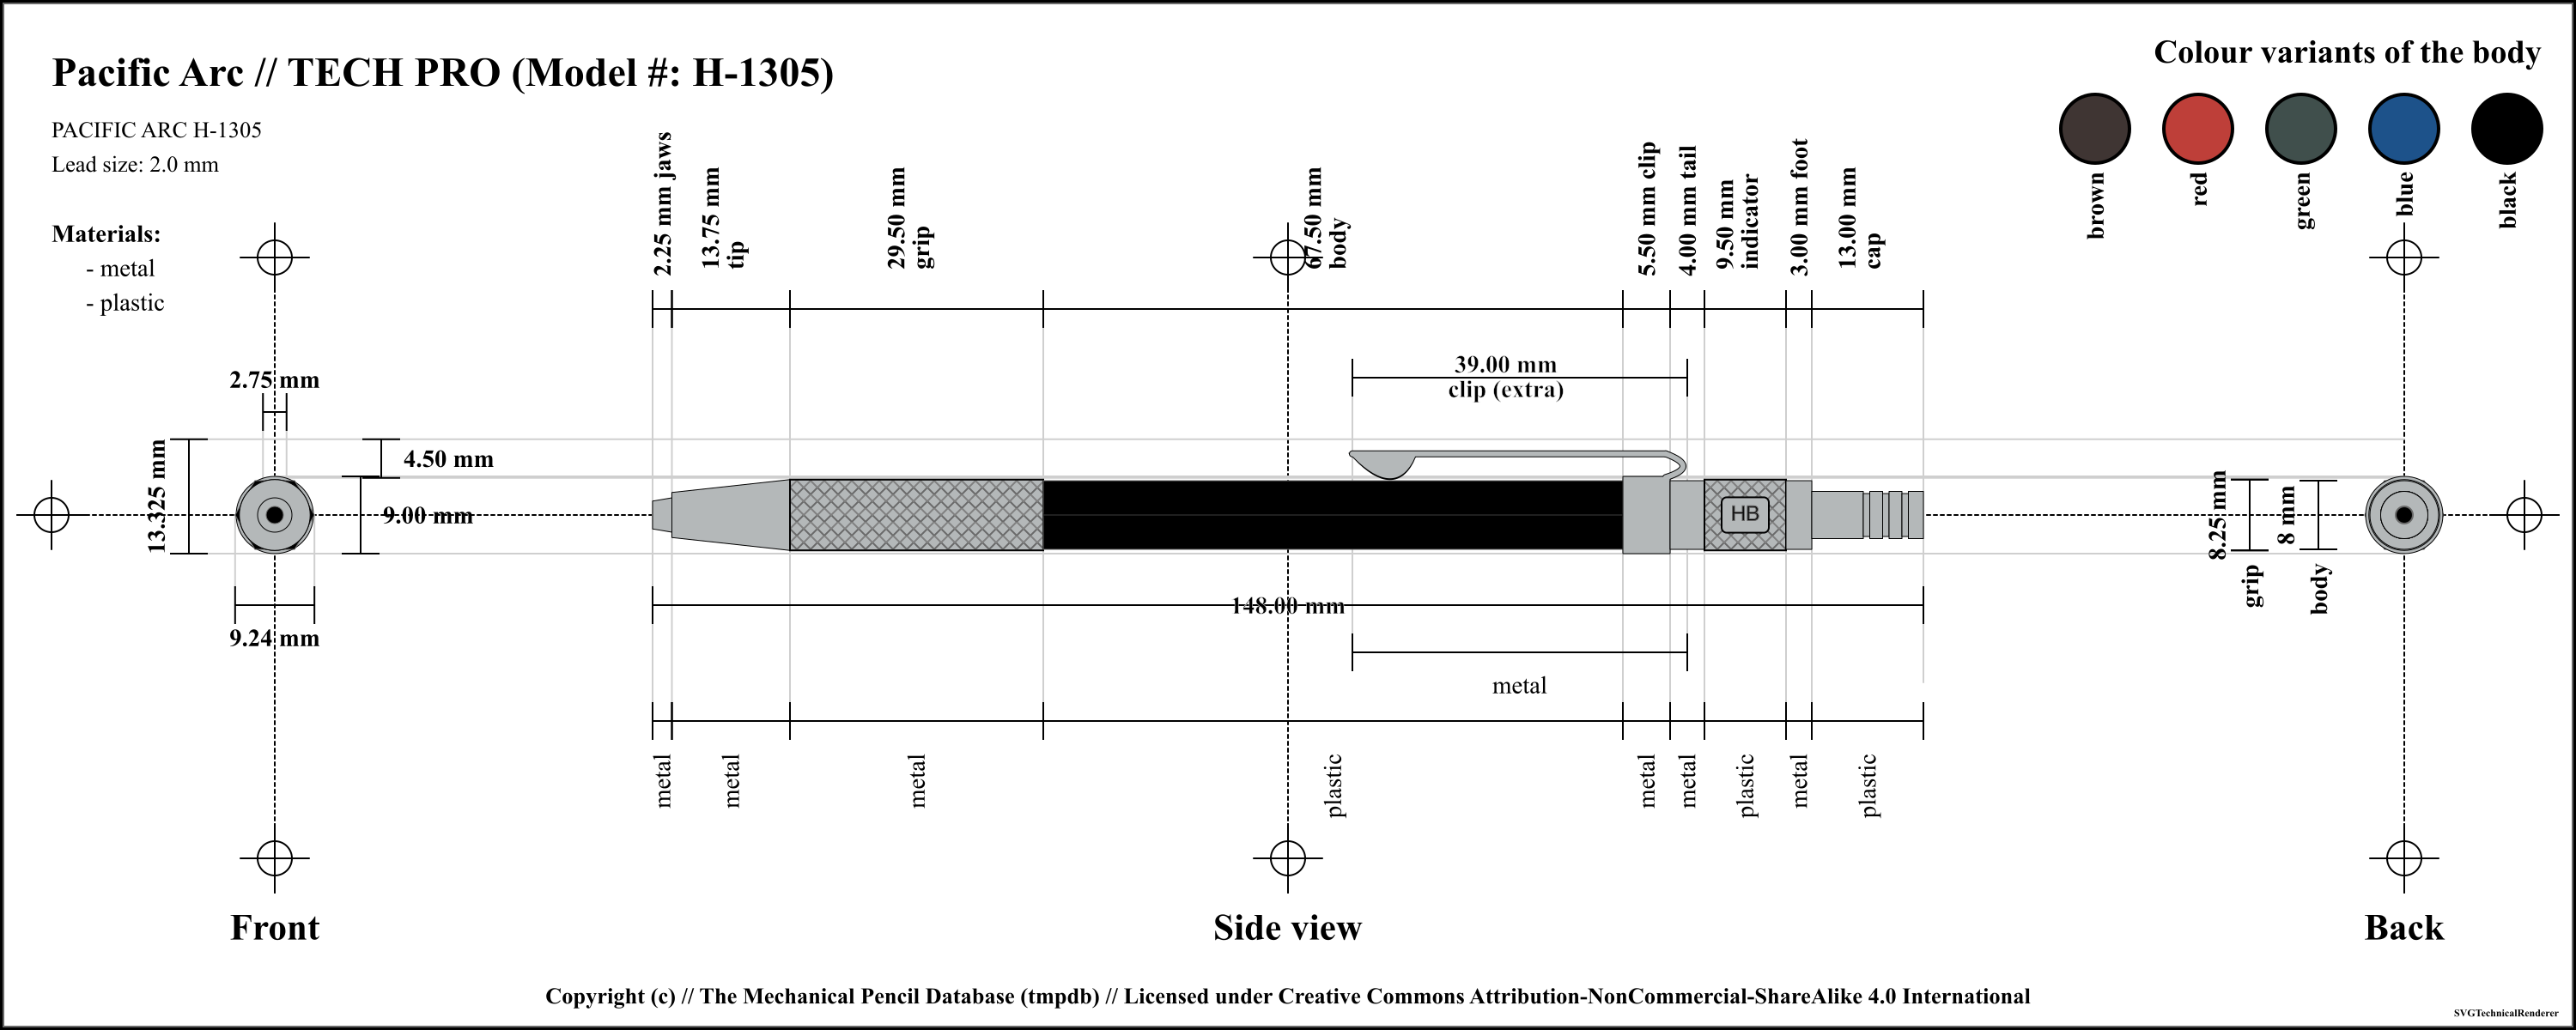 Pacific Arc // TECH PRO (Model #: H-1305)
PACIFIC ARC H-1305
Lead size: 2.0 mm
Materials:
- metal
- plastic
Colour variants of the body
brown
red
green
blue
black
2.25 mm jaws
13.75 mm
tip
29.50 mm
grip
67.50 mm
body
5.50 mm clip
4.00 mm tail
9.50 mm
indicator
3.00 mm foot
13.00 mm
cap
39.00 mm
clip (extra)
2.75 mm
13.325 mm
4.50 mm
9.00 mm
9.24 mm
HB
8.25 mm
grip
8 mm
body
148.00 mm
metal
metal
metal
metal
plastic
metal
metal
plastic
metal
plastic
Front
Side view
Back
Copyright (c) // The Mechanical Pencil Database (tmpdb) // Licensed under Creative Commons Attribution-NonCommercial-ShareAlike 4.0 International
SVGTechnicalRenderer